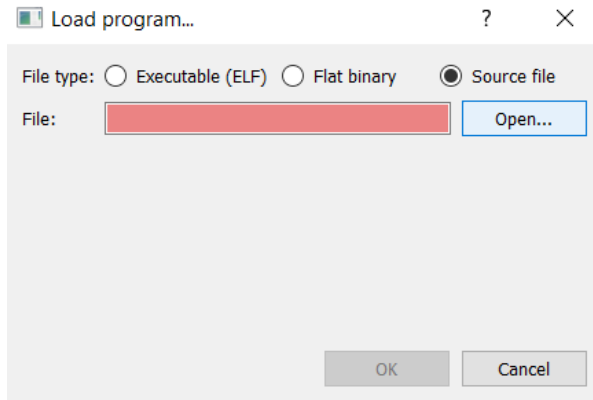 Load program...
?
File type: Executable (ELF) Flat binary Source file
File: Open...
OK Cancel